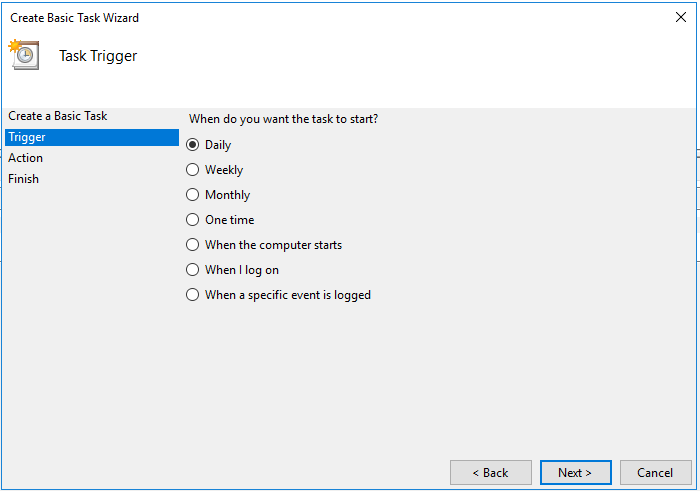 Create Basic Task Wizard
Task Trigger
Create a Basic Task
Trigger
Action
Finish
When do you want the task to start?
Daily
Weekly
Monthly
One time
When the computer starts
When I log on
When a specific event is logged
< Back
Next >
Cancel